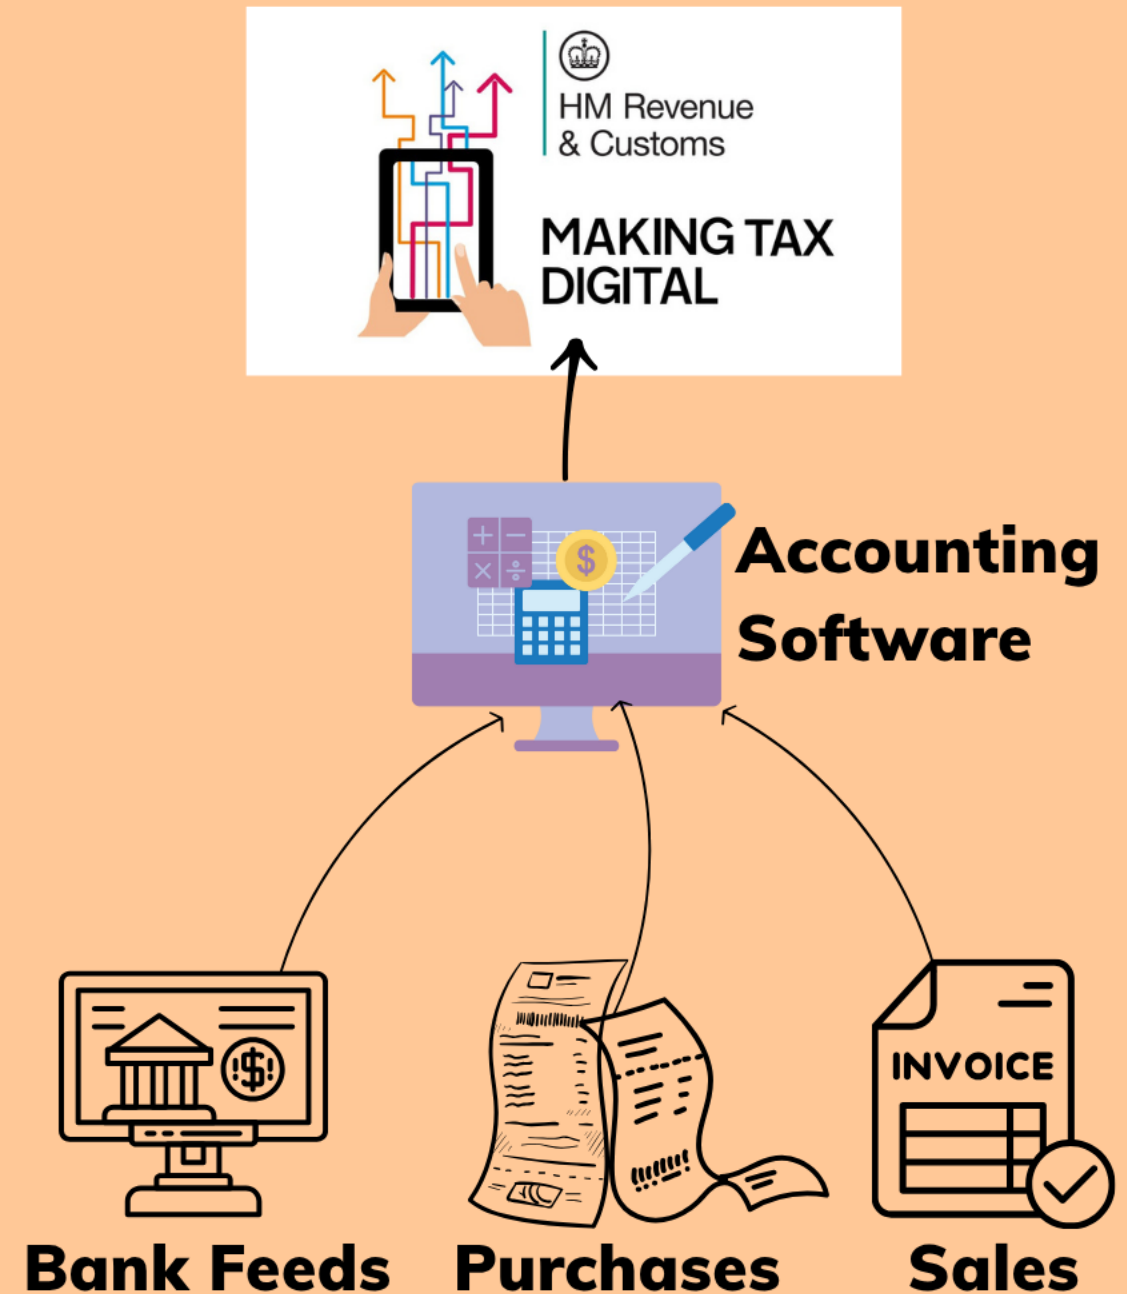 HM Revenue
& Customs
MAKING TAX
DIGITAL
$
Accounting
Software
!$!
INVOICE
Bank Feeds
Purchases
Sales